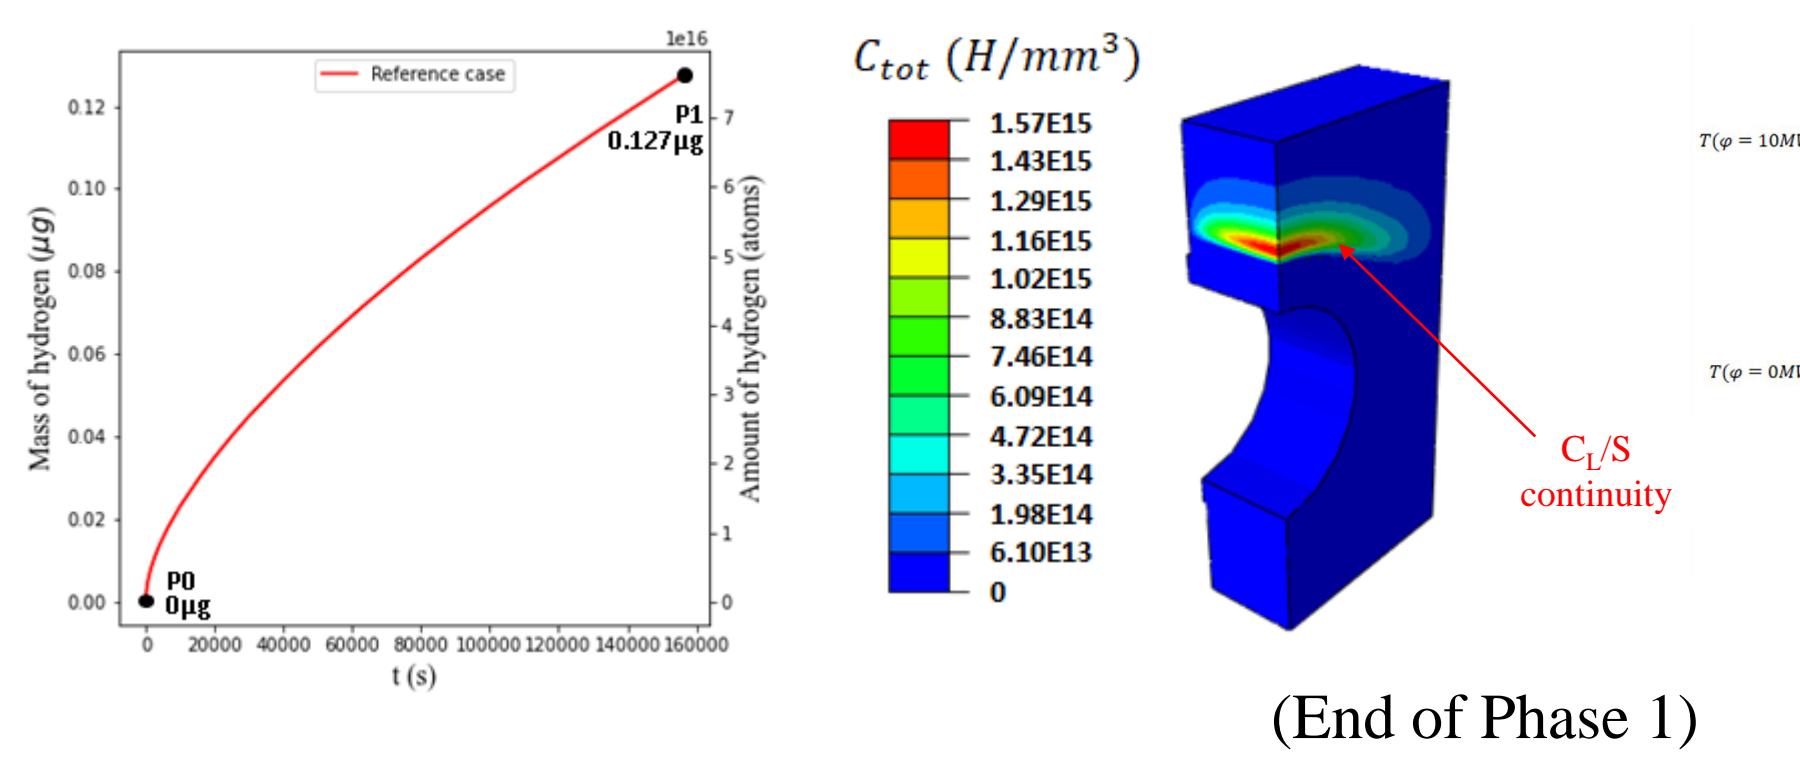 1e16
Reference case
P1
0.127µg
P0
0µg
0.12
0.10
0.08
0.06
0.04
0.02
0.00
7
6
5
4
3
2
1
0
0 20000 40000 60000 80000 100000 120000 140000 160000
t (s)
Mass of hydrogen (µg)
Amount of hydrogen (atoms)
C_tot (H/mm³)
1.57E15
1.43E15
1.29E15
1.16E15
1.02E15
8.83E14
7.46E14
6.09E14
4.72E14
3.35E14
1.98E14
6.10E13
0
C_L/S
continuity
T(φ = 10M
T(φ = 0M
(End of Phase 1)